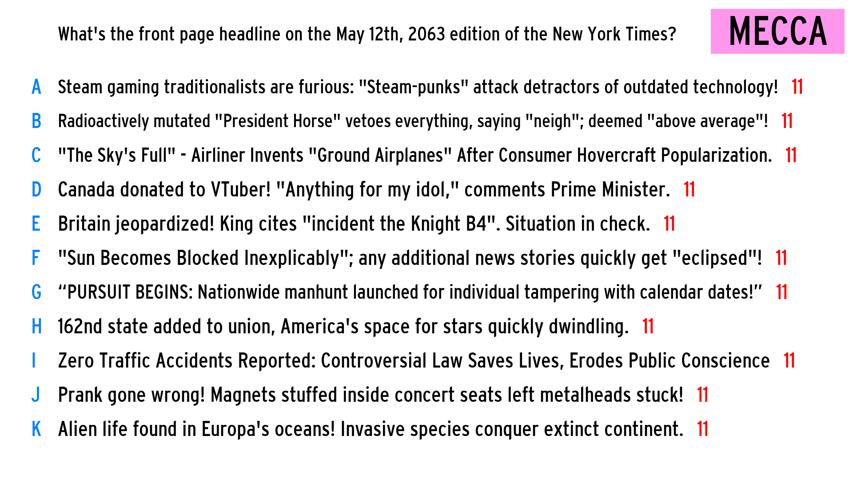 What's the front page headline on the May 12th, 2063 edition of the New York Times?
MECCA
A Steam gaming traditionalists are furious: "Steam-punks" attack detractors of outdated technology! 11
B Radioactively mutated "President Horse" vetoes everything, saying "neigh"; deemed "above average"! 11
C "The Sky's Full" - Airliner Invents "Ground Airplanes" After Consumer Hovercraft Popularization. 11
D Canada donated to VTuber! "Anything for my idol," comments Prime Minister. 11
E Britain jeopardized! King cites "incident the Knight B4". Situation in check. 11
F "Sun Becomes Blocked Inexplicably"; any additional news stories quickly get "eclipsed"! 11
G “PURSUIT BEGINS: Nationwide manhunt launched for individual tampering with calendar dates!” 11
H 162nd state added to union, America's space for stars quickly dwindling. 11
I Zero Traffic Accidents Reported: Controversial Law Saves Lives, Erodes Public Conscience 11
J Prank gone wrong! Magnets stuffed inside concert seats left metalheads stuck! 11
K Alien life found in Europa's oceans! Invasive species conquer extinct continent. 11